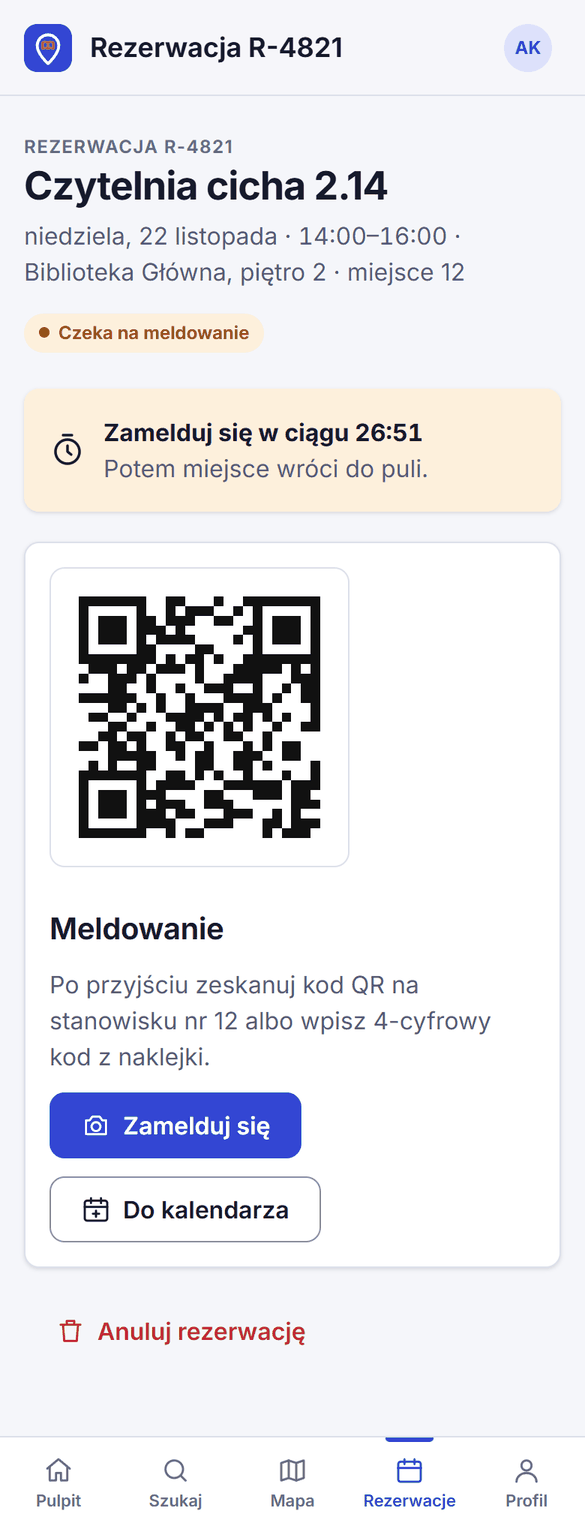 Rezerwacja R-4821
AK
REZERWACJA R-4821
Czytelnia cicha 2.14
niedziela, 22 listopada · 14:00–16:00 ·
Biblioteka Główna, piętro 2 · miejsce 12
Czeka na meldowanie
Zamelduj się w ciągu 26:51
Potem miejsce wróci do puli.
Meldowanie
Po przyjściu zeskanuj kod QR na
stanowisku nr 12 albo wpisz 4-cyfrowy
kod z naklejki.
Zamelduj się
Do kalendarza
Anuluj rezerwację
Pulpit
Szukaj
Mapa
Rezerwacje
Profil